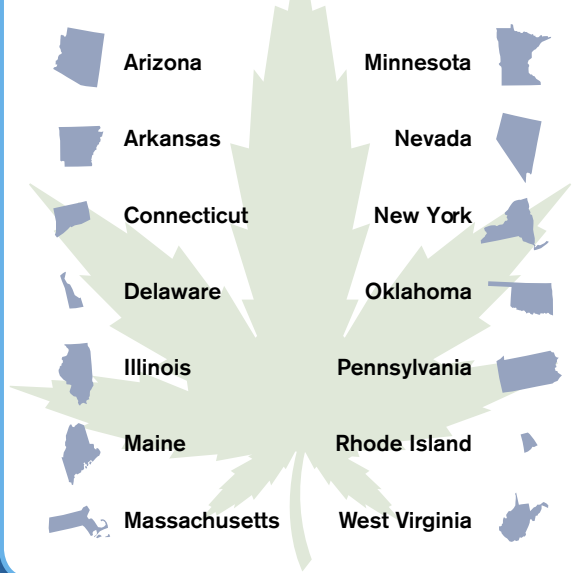 Arizona
Arkansas
Connecticut
Delaware
Illinois
Maine
Massachusetts
Minnesota
Nevada
New York
Oklahoma
Pennsylvania
Rhode Island
West Virginia